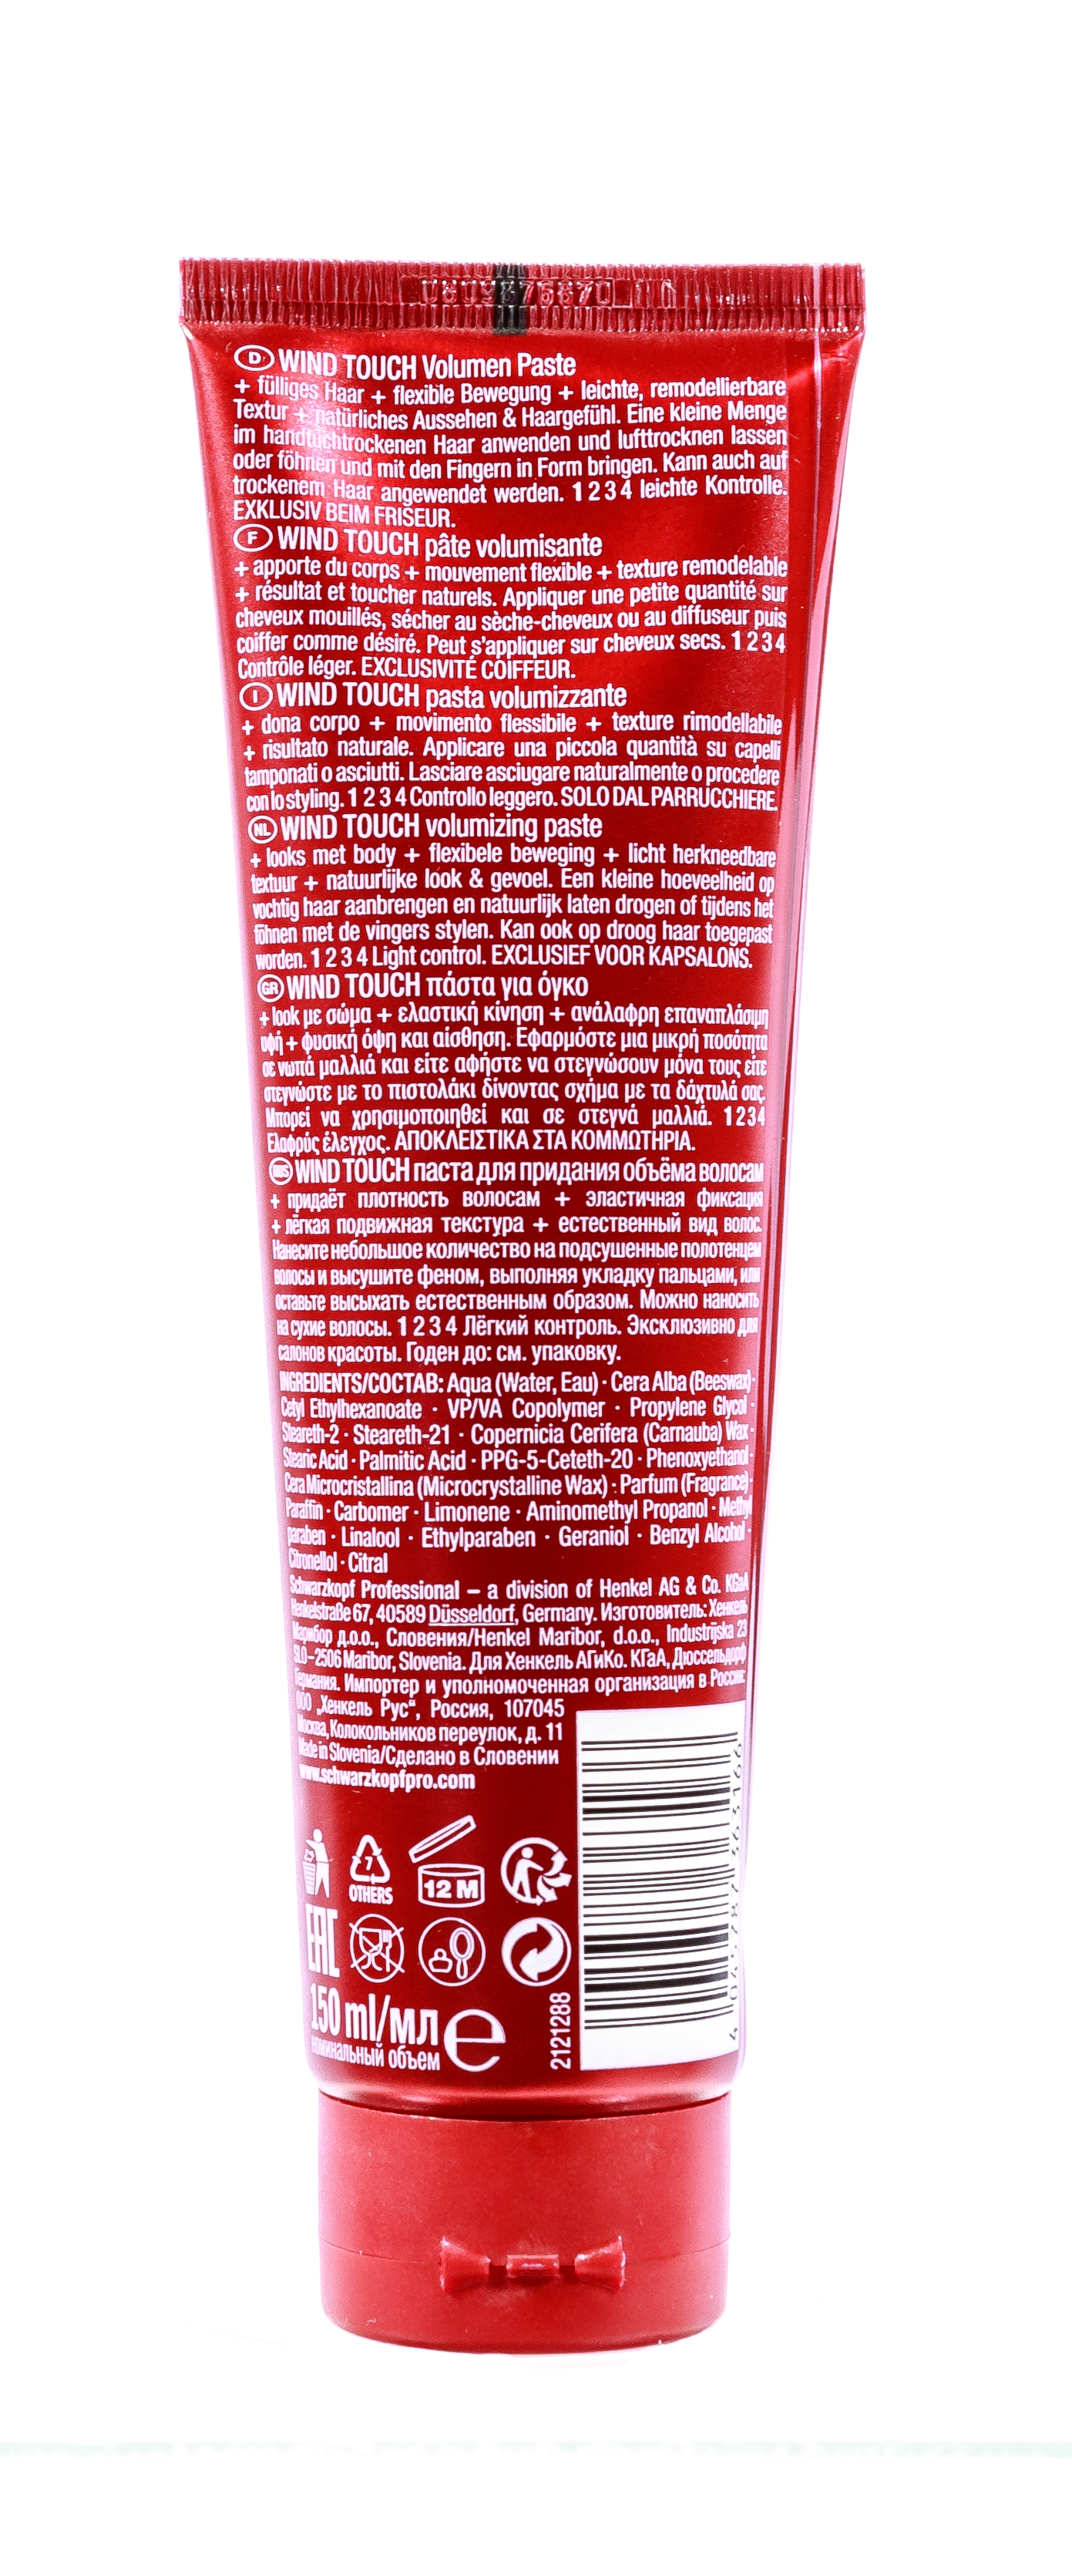 D WIND TOUCH Volumen Paste
+ fülliges Haar + flexible Bewegung + leichte, remodellierbare
Textur + natürliches Aussehen & Haargefühl. Eine kleine Menge
im handtuchtrockenen Haar anwenden und lufttrocknen lassen
oder föhnen und mit den Fingern in Form bringen. Kann auch auf
trockenem Haar angewendet werden. 1 2 3 4 leichte Kontrolle.
EXKLUSIV BEIM FRISEUR.
F WIND TOUCH pâte volumisante
+ apporte du corps + mouvement flexible + texture remodelable
+ résultat et toucher naturels. Appliquer une petite quantité sur
cheveux mouillés, sécher au sèche-cheveux ou au diffuseur puis
coiffer comme désiré. Peut s'appliquer sur cheveux secs. 1 2 3 4
Contrôle léger. EXCLUSIVITÉ COIFFEUR.
I WIND TOUCH pasta volumizzante
+ dona corpo + movimento flessibile + texture rimodellabile
+ risultato naturale. Applicare una piccola quantità su capelli
tamponati o asciutti. Lasciare asciugare naturalmente o procedere
con lo styling. 1 2 3 4 Controllo leggero. SOLO DAL PARRUCCHIERE.
NL WIND TOUCH volumizing paste
+ looks met body + flexibele beweging + licht herkneedbare
textuur + natuurlijke look & gevoel. Een kleine hoeveelheid op
vochtig haar aanbrengen en natuurlijk laten drogen of tijdens het
föhnen met de vingers stylen. Kan ook op droog haar toegepast
worden. 1 2 3 4 Light control. EXCLUSIEF VOOR KAPSALONS.
GR WIND TOUCH πάστα για όγκο
+ look με σώμα + ελαστική κίνηση + ανάλαφρη επαναπλάσιμη
υφή + φυσική όψη και αίσθηση. Εφαρμόστε μια μικρή ποσότητα
σε νωπά μαλλιά και είτε αφήστε να στεγνώσουν μόνα τους είτε
στεγνώστε με το πιστολάκι δίνοντας σχήμα με τα δάχτυλά σας.
Μπορεί να χρησιμοποιηθεί και σε στεγνά μαλλιά. 1 2 3 4
Ελαφρύς έλεγχος. ΑΠΟΚΛΕΙΣΤΙΚΑ ΣΤΑ ΚΟΜΜΩΤΗΡΙΑ.
RUS WIND TOUCH паста для придания объёма волосам
+ придаёт плотность волосам + эластичная фиксация
+ лёгкая подвижная текстура + естественный вид волос.
Нанесите небольшое количество на подсушенные полотенцем
волосы и высушите феном, выполняя укладку пальцами, или
оставьте высыхать естественным образом. Можно наносить
на сухие волосы. 1 2 3 4 Лёгкий контроль. Эксклюзивно для
салонов красоты. Годен до: см. упаковку.
INGREDIENTS/СОСТАВ: Aqua (Water, Eau) · Cera Alba (Beeswax) ·
Cetyl Ethylhexanoate · VP/VA Copolymer · Propylene Glycol ·
Steareth-2 · Steareth-21 · Copernicia Cerifera (Carnauba) Wax ·
Stearic Acid · Palmitic Acid · PPG-5-Ceteth-20 · Phenoxyethanol ·
Cera Microcristallina (Microcrystalline Wax) · Parfum (Fragrance) ·
Paraffin · Carbomer · Limonene · Aminomethyl Propanol · Methyl
paraben · Linalool · Ethylparaben · Geraniol · Benzyl Alcohol ·
Citronellol · Citral
Schwarzkopf Professional – a division of Henkel AG & Co. KGaA
Henkelstraße 67, 40589 Düsseldorf, Germany. Изготовитель: Хенкель
Марибор д.о.о., Словения/Henkel Maribor, d.o.o., Industrijska 23
SLO-2506 Maribor, Slovenia. Для Хенкель АГиКо. КГаА, Дюссельдорф
Германия. Импортер и уполномоченная организация в России:
ООО „Хенкель Рус“, Россия, 107045
Москва, Колокольников переулок, д. 11
Made in Slovenia/Сделано в Словении
www.schwarzkopfpro.com
7
OTHERS
12 M
EAC
150 ml/мл e
номинальный объем
2121288